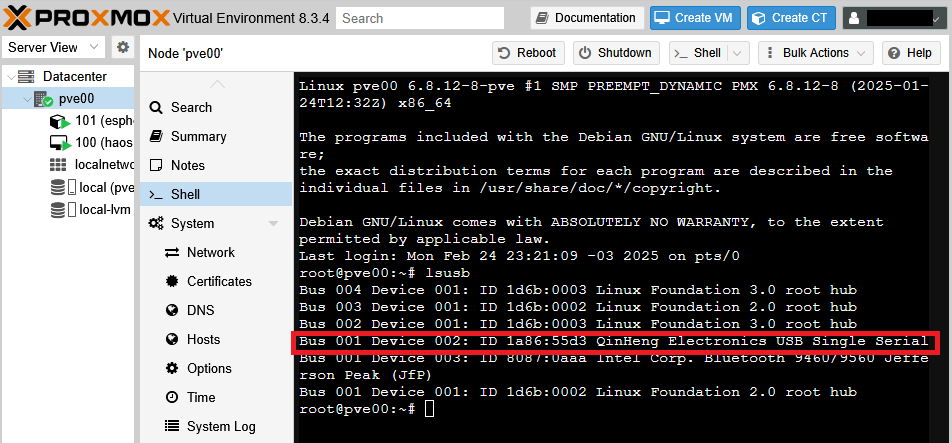 PROXMOX Virtual Environment 8.3.4 Search Documentation Create VM Create CT
Server View Node 'pve00' Reboot Shutdown Shell Bulk Actions Help
Datacenter
pve00
101 (esph
100 (haos
localnetwor
local (pve
local-lvm
Search
Summary
Notes
Shell
System
Network
Certificates
DNS
Hosts
Options
Time
System Log
Linux pve00 6.8.12-8-pve #1 SMP PREEMPT_DYNAMIC PMX 6.8.12-8 (2025-01-
24T12:32Z) x86_64
The programs included with the Debian GNU/Linux system are free softwa
re;
the exact distribution terms for each program are described in the
individual files in /usr/share/doc/*/copyright.
Debian GNU/Linux comes with ABSOLUTELY NO WARRANTY, to the extent
permitted by applicable law.
Last login: Mon Feb 24 23:21:09 -03 2025 on pts/0
root@pve00:~# lsusb
Bus 004 Device 001: ID 1d6b:0003 Linux Foundation 3.0 root hub
Bus 003 Device 001: ID 1d6b:0002 Linux Foundation 2.0 root hub
Bus 002 Device 001: ID 1d6b:0003 Linux Foundation 3.0 root hub
Bus 001 Device 002: ID 1a86:55d3 QinHeng Electronics USB Single Serial
Bus 001 Device 003: ID 8087:0aaa Intel Corp. Bluetooth 9460/9560 Jeffe
rson Peak (JfP)
Bus 001 Device 001: ID 1d6b:0002 Linux Foundation 2.0 root hub
root@pve00:~#